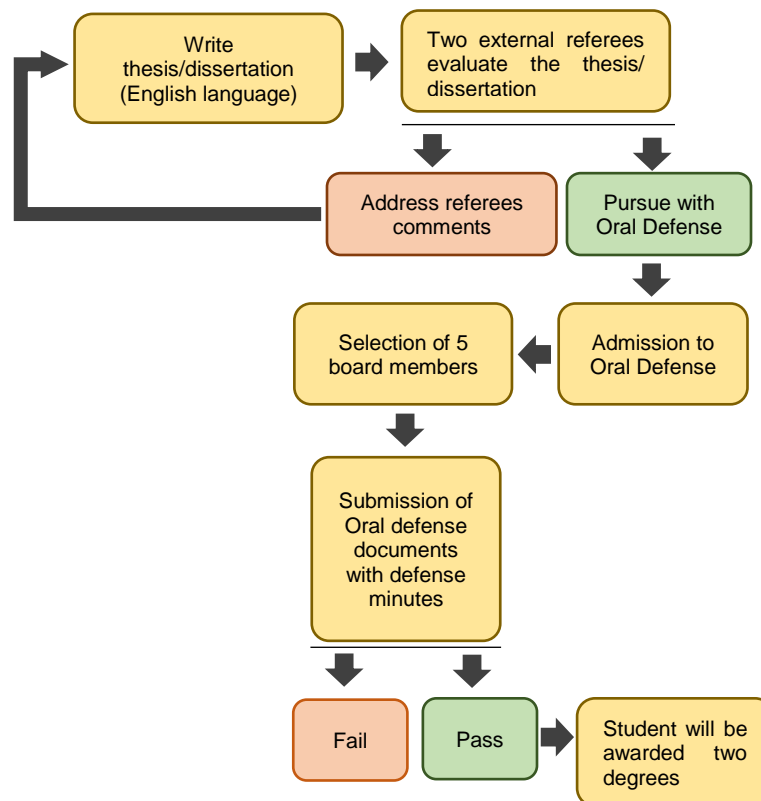 Write
thesis/dissertation
(English language)
Two external referees
evaluate the thesis/
dissertation
Address referees
comments
Pursue with
Oral Defense
Selection of 5
board members
Admission to
Oral Defense
Submission of
Oral defense
documents
with defense
minutes
Fail
Pass
Student will be
awarded two
degrees